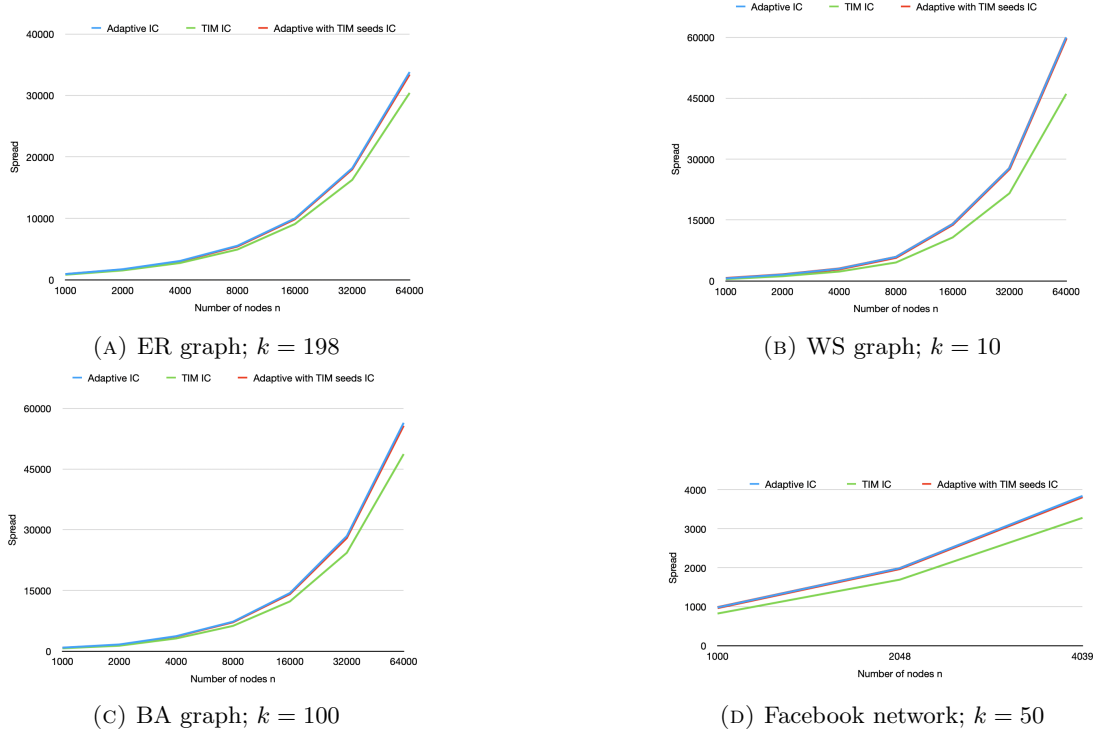 Adaptive IC TIM IC Adaptive with TIM seeds IC
40000
30000
20000
10000
0
Spread
1000 2000 4000 8000 16000 32000 64000
Number of nodes n
(A) ER graph; k = 198
Adaptive IC TIM IC Adaptive with TIM seeds IC
60000
45000
30000
15000
0
Spread
1000 2000 4000 8000 16000 32000 64000
Number of nodes n
(B) WS graph; k = 10
Adaptive IC TIM IC Adaptive with TIM seeds IC
60000
45000
30000
15000
0
Spread
1000 2000 4000 8000 16000 32000 64000
Number of nodes n
(C) BA graph; k = 100
Adaptive IC TIM IC Adaptive with TIM seeds IC
4000
3000
2000
1000
0
Spread
1000 2048 4039
Number of nodes n
(D) Facebook network; k = 50